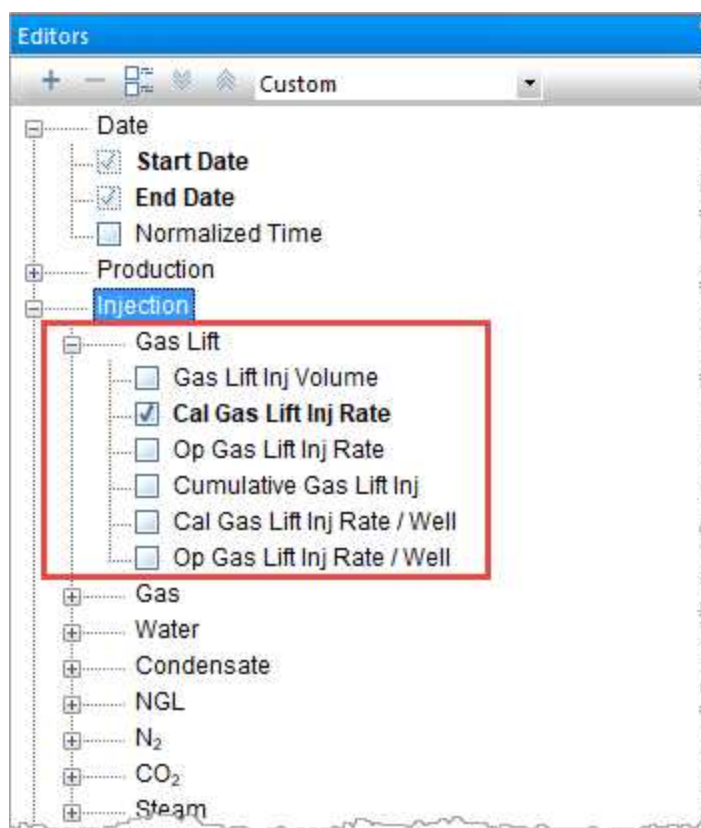 Editors
Custom
Date
Start Date
End Date
Normalized Time
Production
Injection
Gas Lift
Gas Lift Inj Volume
Cal Gas Lift Inj Rate
Op Gas Lift Inj Rate
Cumulative Gas Lift Inj
Cal Gas Lift Inj Rate / Well
Op Gas Lift Inj Rate / Well
Gas
Water
Condensate
NGL
N₂
CO₂
Steam